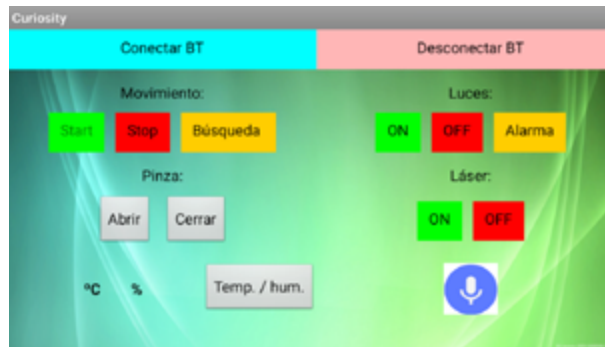 Curiosity
Conectar BT
Desconectar BT
Movimiento:
Luces:
Start
Stop
Búsqueda
ON
OFF
Alarma
Pinza:
Láser:
Abrir
Cerrar
ON
OFF
ºC
%
Temp. / hum.